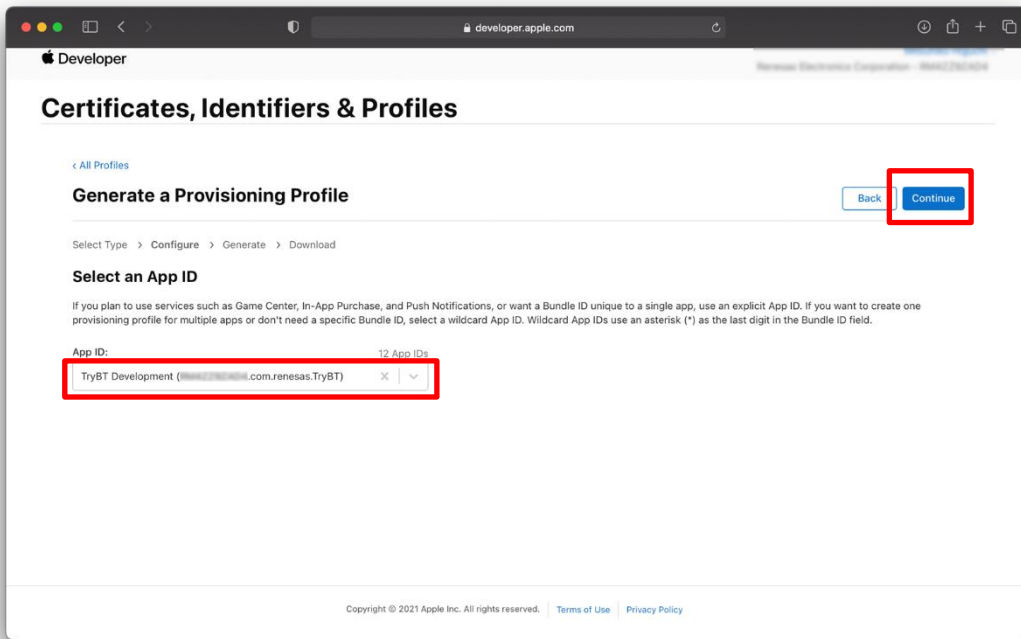 developer.apple.com
Developer
Certificates, Identifiers & Profiles
‹ All Profiles
Generate a Provisioning Profile
Back
Continue
Select Type > Configure > Generate > Download
Select an App ID
If you plan to use services such as Game Center, In-App Purchase, and Push Notifications, or want a Bundle ID unique to a single app, use an explicit App ID. If you want to create one
provisioning profile for multiple apps or don't need a specific Bundle ID, select a wildcard App ID. Wildcard App IDs use an asterisk (*) as the last digit in the Bundle ID field.
App ID:
12 App IDs
TryBT Development ( .com.renesas.TryBT)
Copyright © 2021 Apple Inc. All rights reserved. Terms of Use Privacy Policy